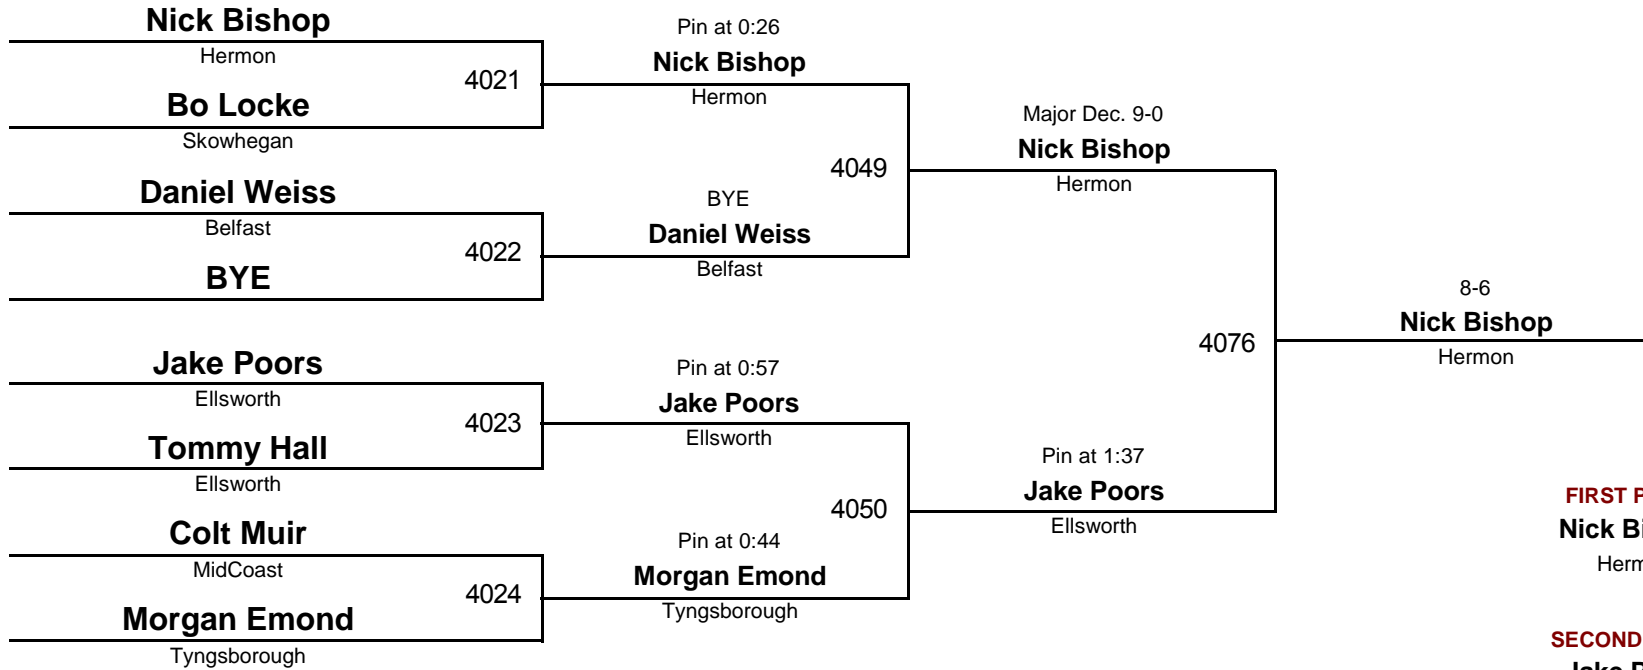 Nick Bishop
Hermon
4021
Bo Locke
Skowhegan
Daniel Weiss
Belfast
4022
BYE
Jake Poors
Ellsworth
4023
Tommy Hall
Ellsworth
Colt Muir
MidCoast
4024
Morgan Emond
Tyngsborough
Pin at 0:26
Nick Bishop
Hermon
4049
BYE
Daniel Weiss
Belfast
Pin at 0:57
Jake Poors
Ellsworth
4050
Pin at 0:44
Morgan Emond
Tyngsborough
Major Dec. 9-0
Nick Bishop
Hermon
4076
Pin at 1:37
Jake Poors
Ellsworth
8-6
Nick Bishop
Hermon
FIRST
Nick
SECOND